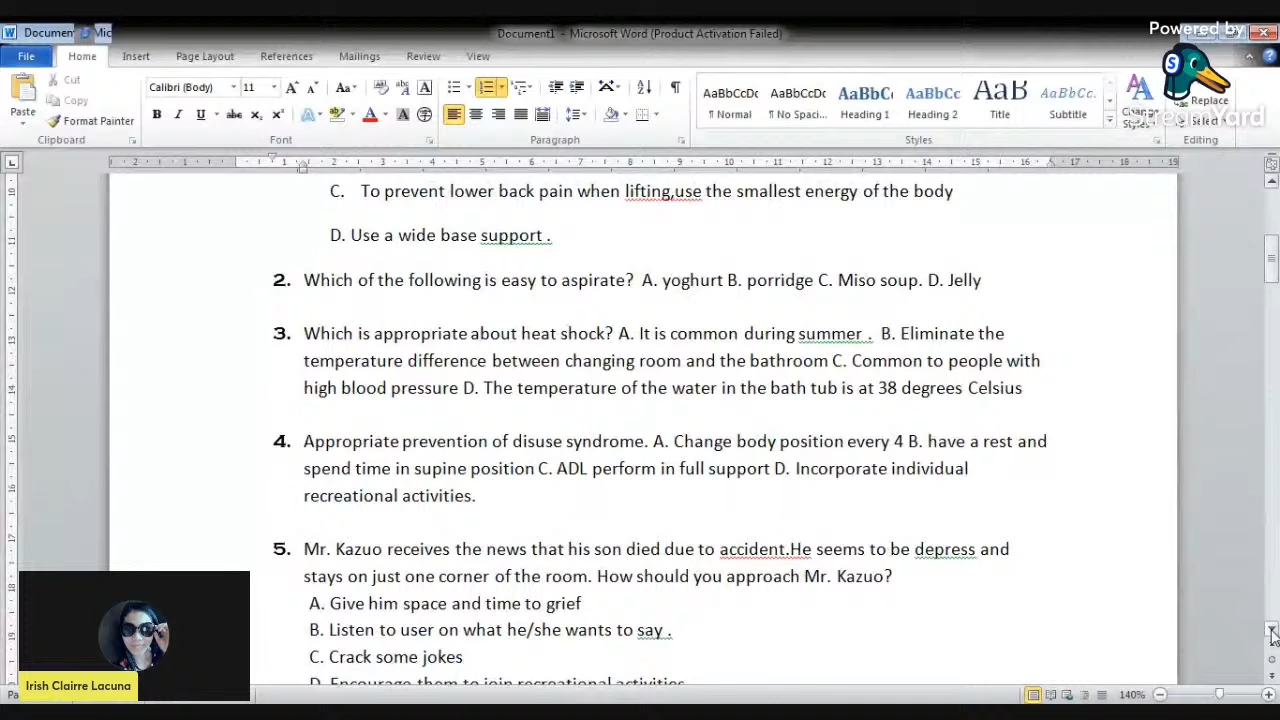 Powered by
StreamYard
Document1 - Microsoft Word (Product Activation Failed)
File Home Insert Page Layout References Mailings Review View
Cut
Copy
Format Painter
Paste
Calibri (Body) 11
AaBbCcDc AaBbCcDc AaBbC AaBbCc AaB AaBbCc.
¶ Normal ¶ No Spaci... Heading 1 Heading 2 Title Subtitle
Change Styles
Replace
Clipboard Font Paragraph Styles Editing
C. To prevent lower back pain when lifting,use the smallest energy of the body
D. Use a wide base support .
2. Which of the following is easy to aspirate? A. yoghurt B. porridge C. Miso soup. D. Jelly
3. Which is appropriate about heat shock? A. It is common during summer . B. Eliminate the
temperature difference between changing room and the bathroom C. Common to people with
high blood pressure D. The temperature of the water in the bath tub is at 38 degrees Celsius
4. Appropriate prevention of disuse syndrome. A. Change body position every 4 B. have a rest and
spend time in supine position C. ADL perform in full support D. Incorporate individual
recreational activities.
5. Mr. Kazuo receives the news that his son died due to accident.He seems to be depress and
stays on just one corner of the room. How should you approach Mr. Kazuo?
A. Give him space and time to grief
B. Listen to user on what he/she wants to say .
C. Crack some jokes
D. Encourage them to join recreational activities
Irish Clairre Lacuna
140%